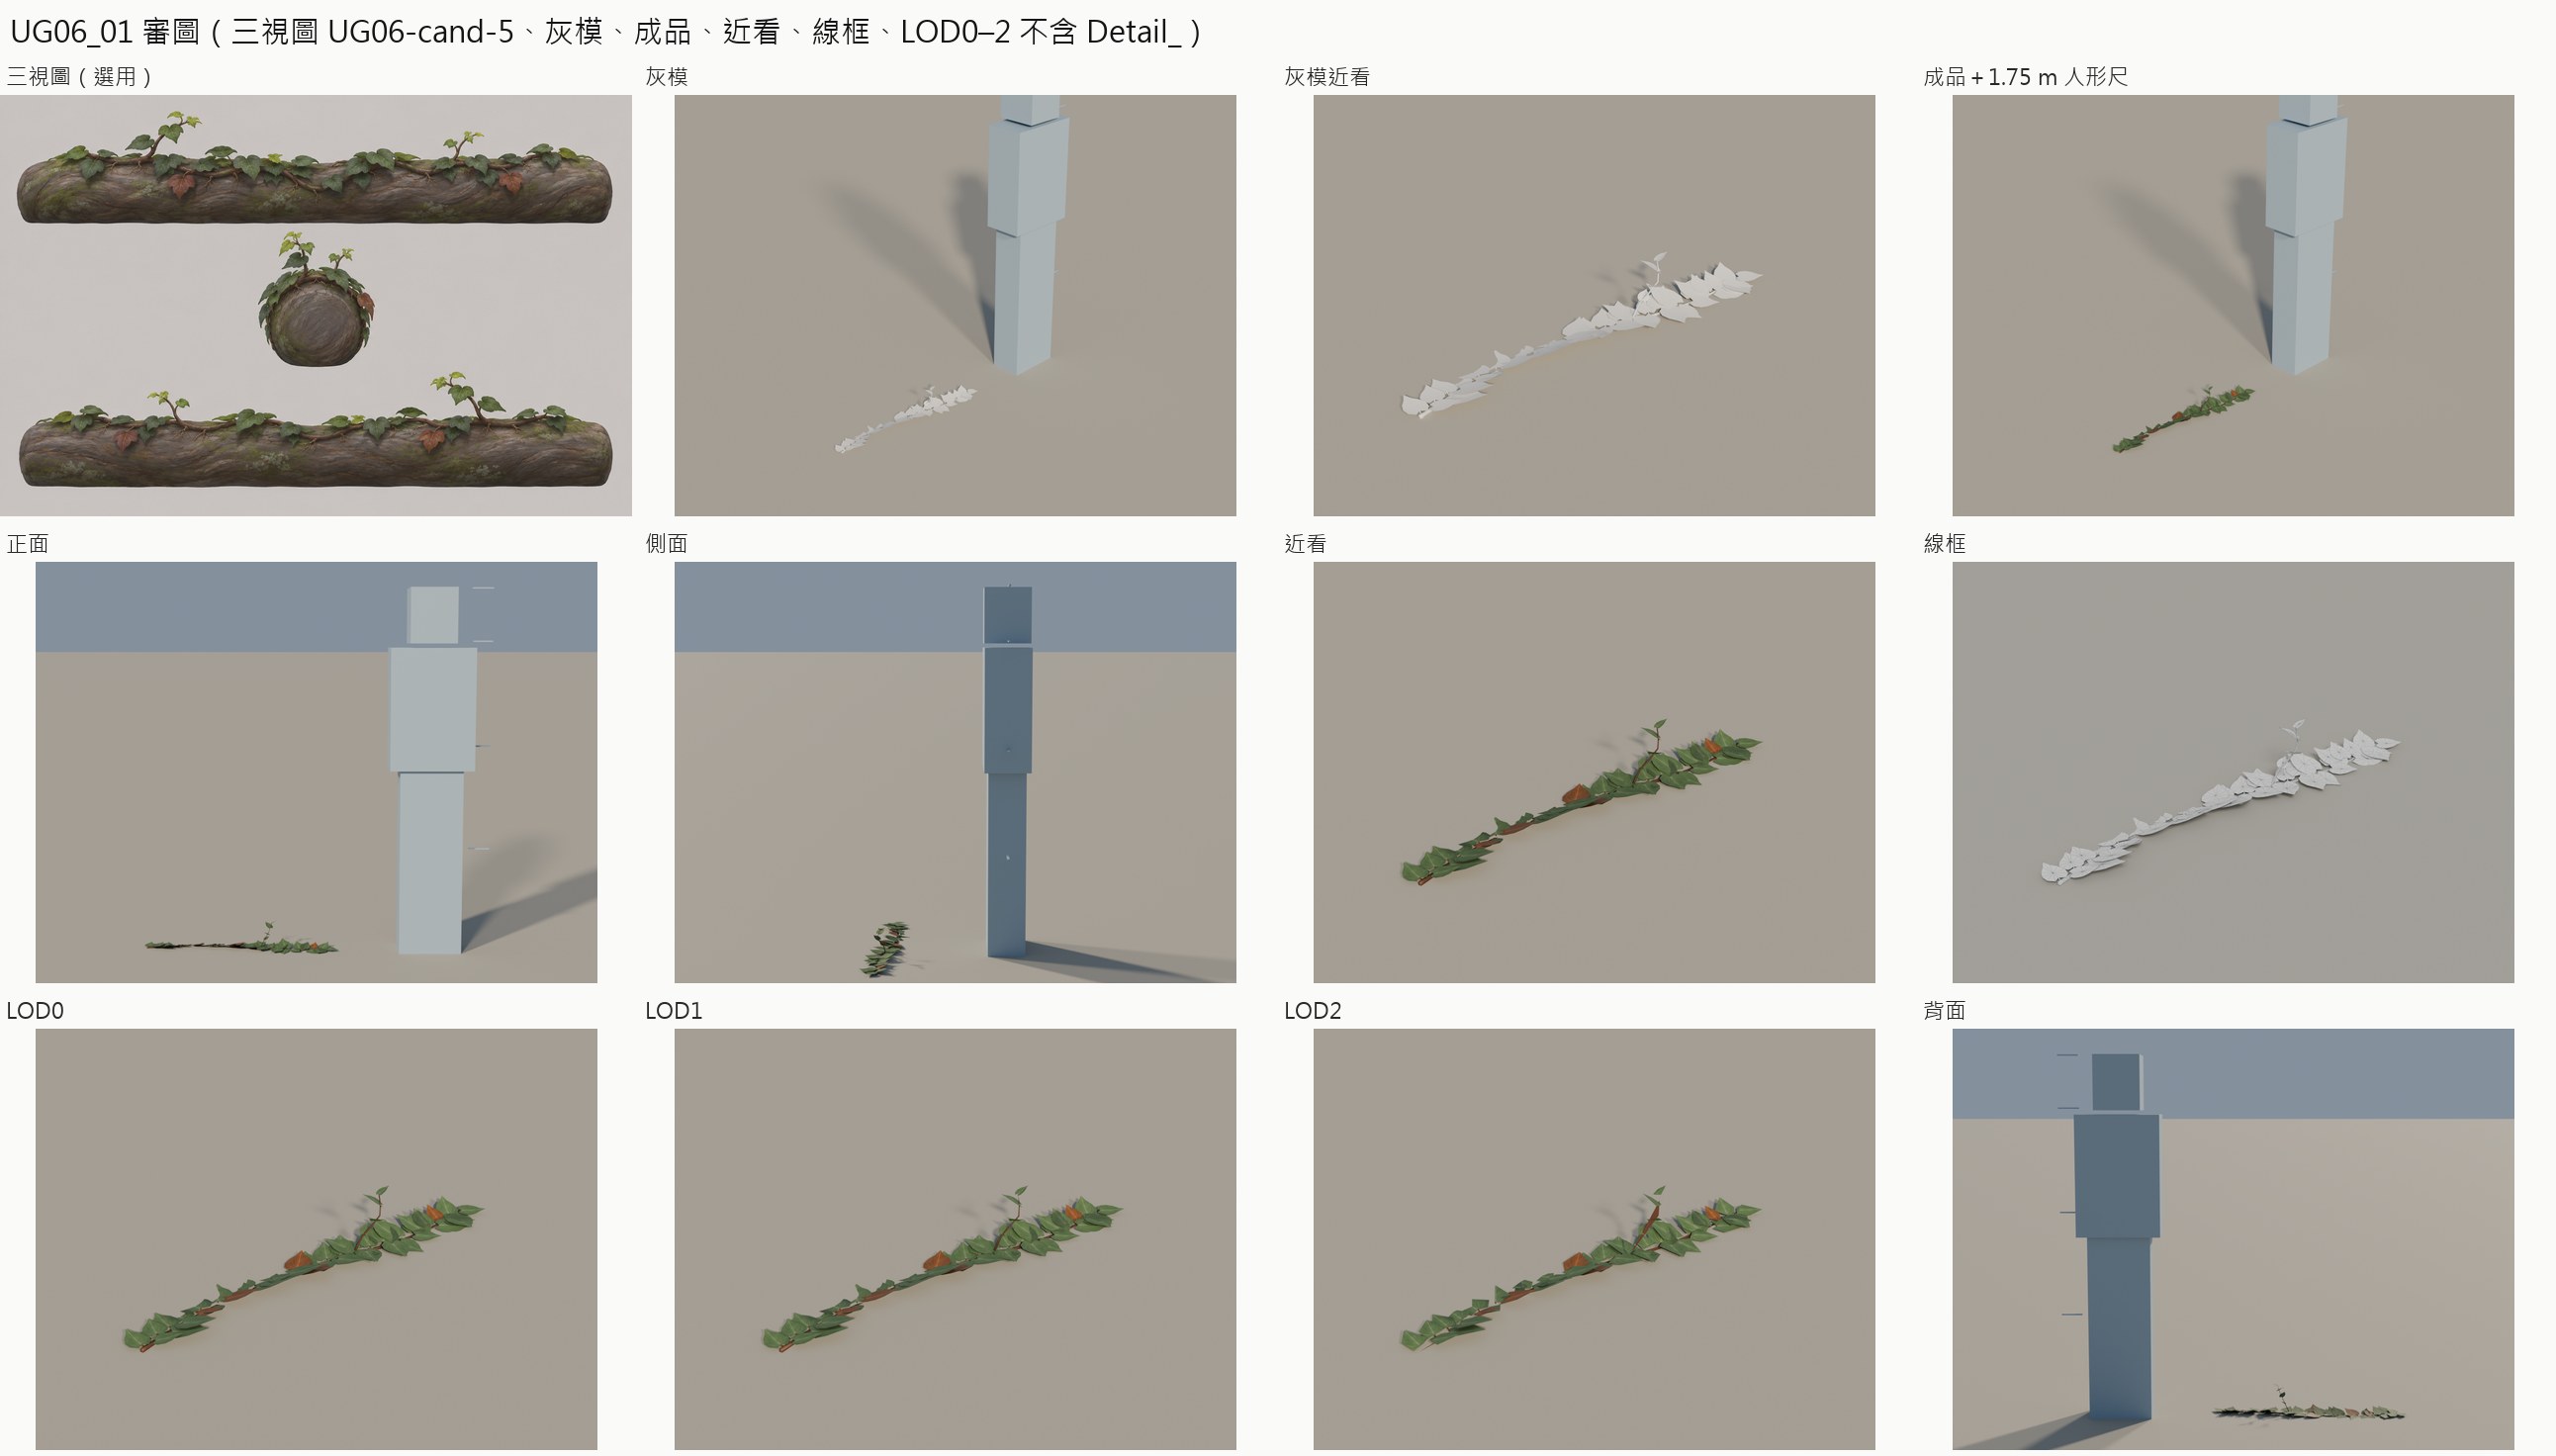 UG06_01 審圖（三視圖 UG06-cand-5、灰模、成品、近看、線框、LOD0–2 不含 Detail_）
三視圖（選用）
灰模
灰模近看
成品＋1.75 m 人形尺
正面
側面
近看
線框
LOD0
LOD1
LOD2
背面